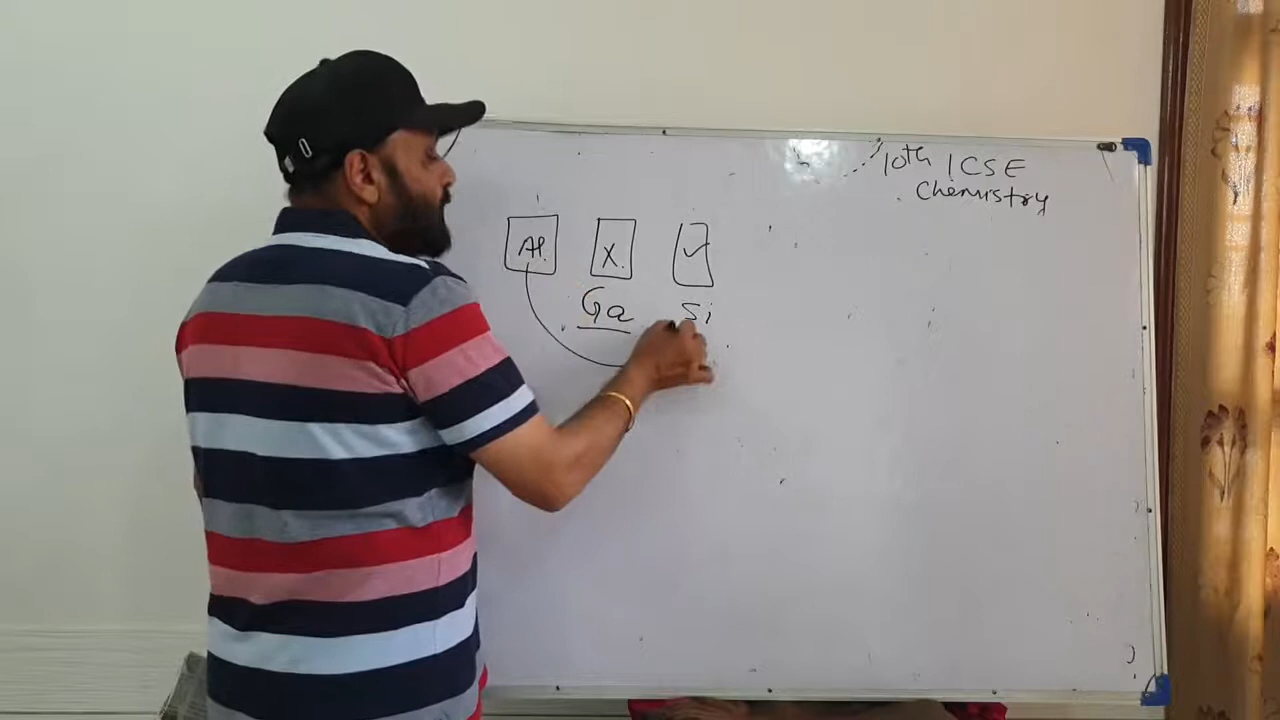 10th ICSE
Chemistry
Al X ✓
Ga Si